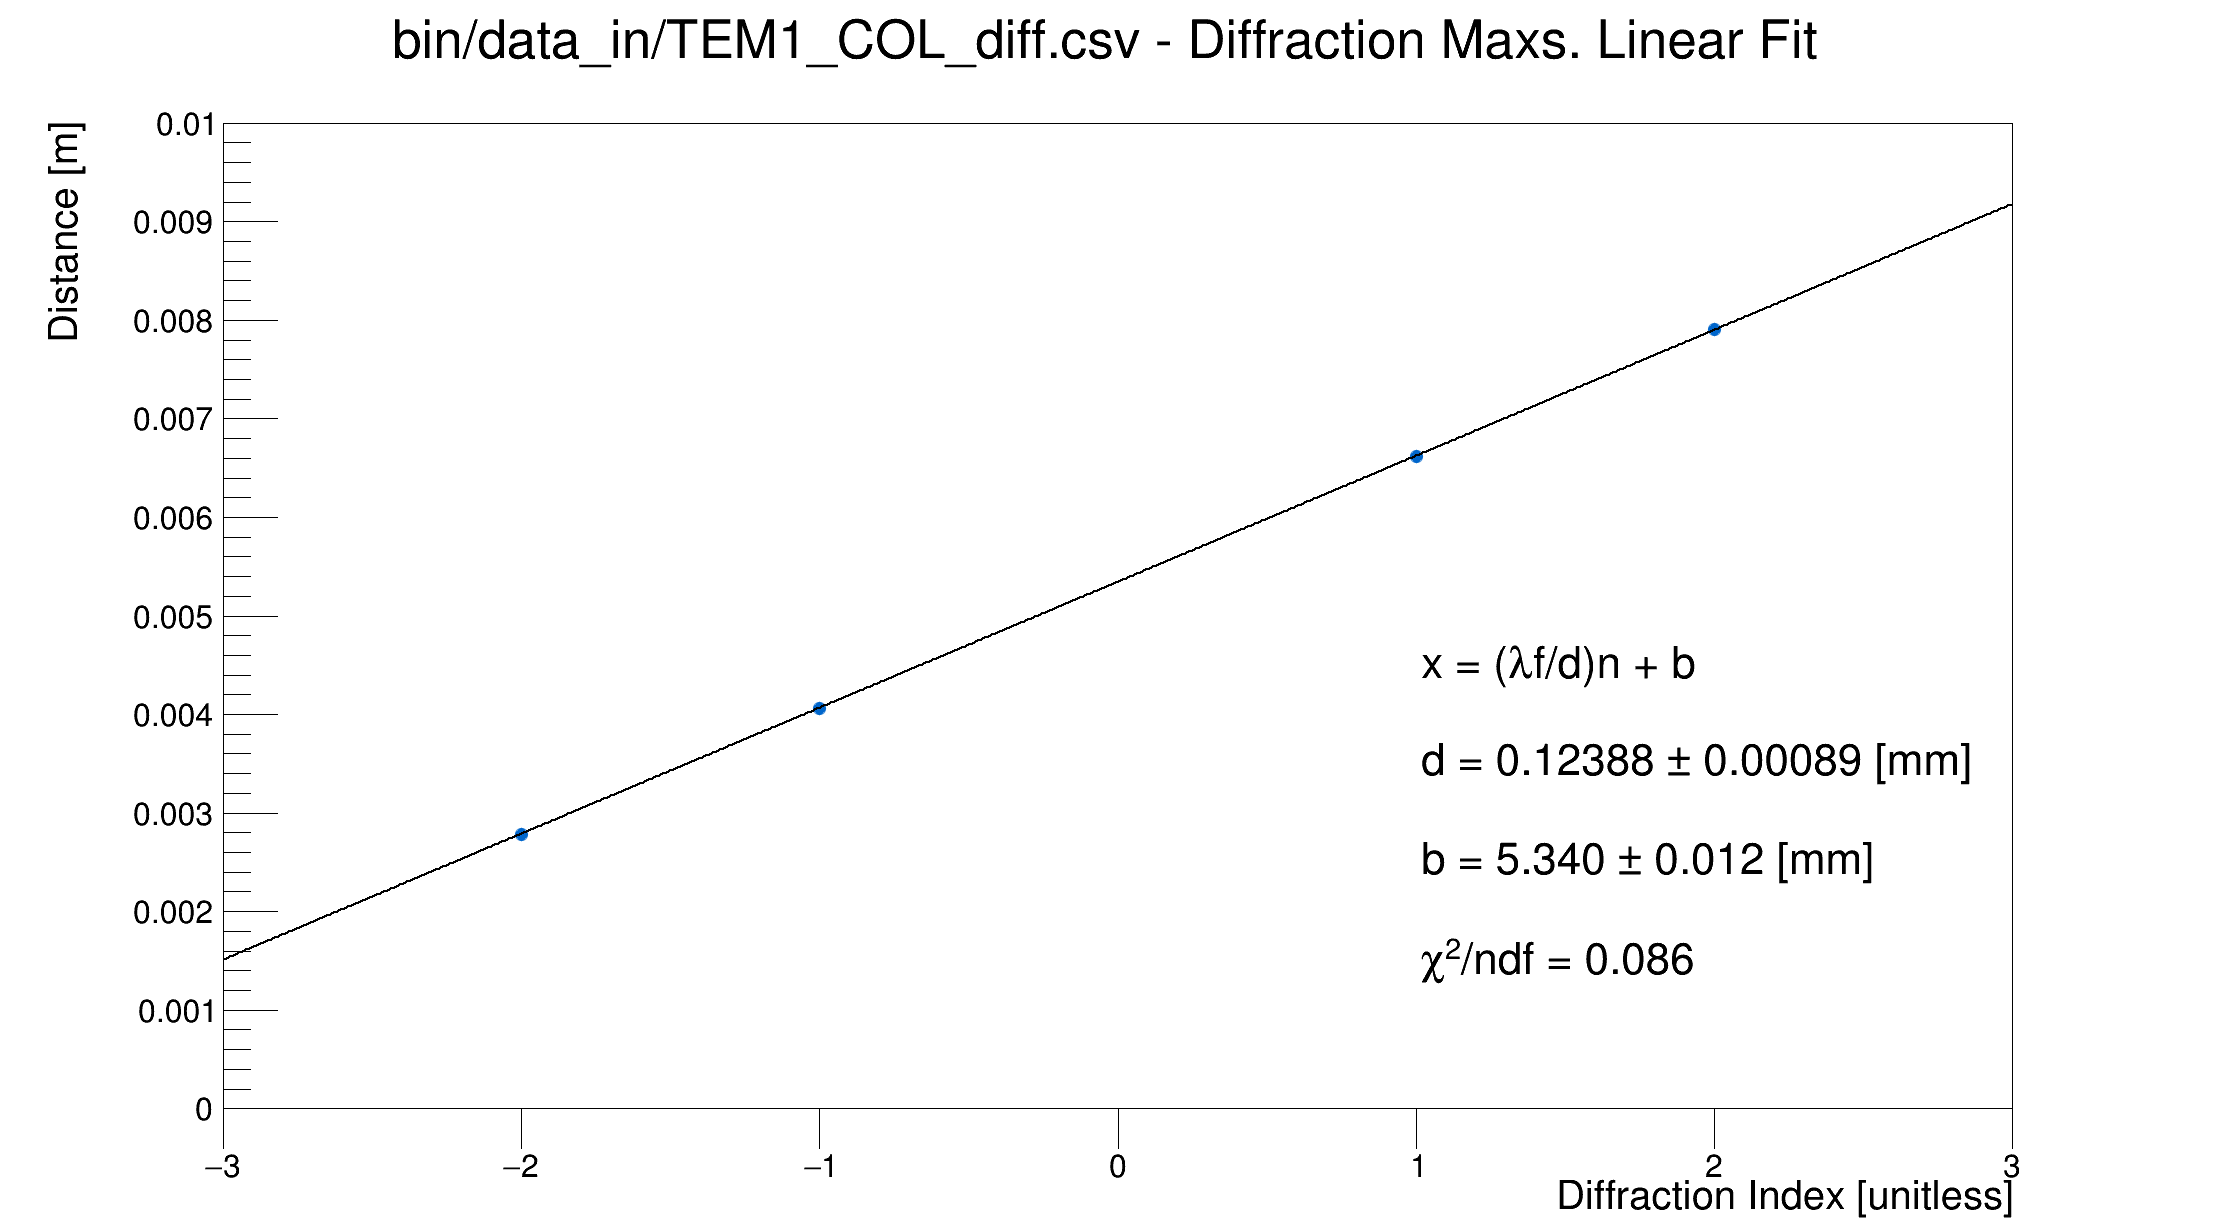 bin/data_in/TEM1_COL_diff.csv - Diffraction Maxs. Linear Fit
Distance [m]
0.01
0.009
0.008
0.007
0.006
0.005
0.004
0.003
0.002
0.001
0
x = (λf/d)n + b
d = 0.12388 ± 0.00089 [mm]
b = 5.340 ± 0.012 [mm]
χ²/ndf = 0.086
−3 −2 −1 0 1 2 3
Diffraction Index [unitless]